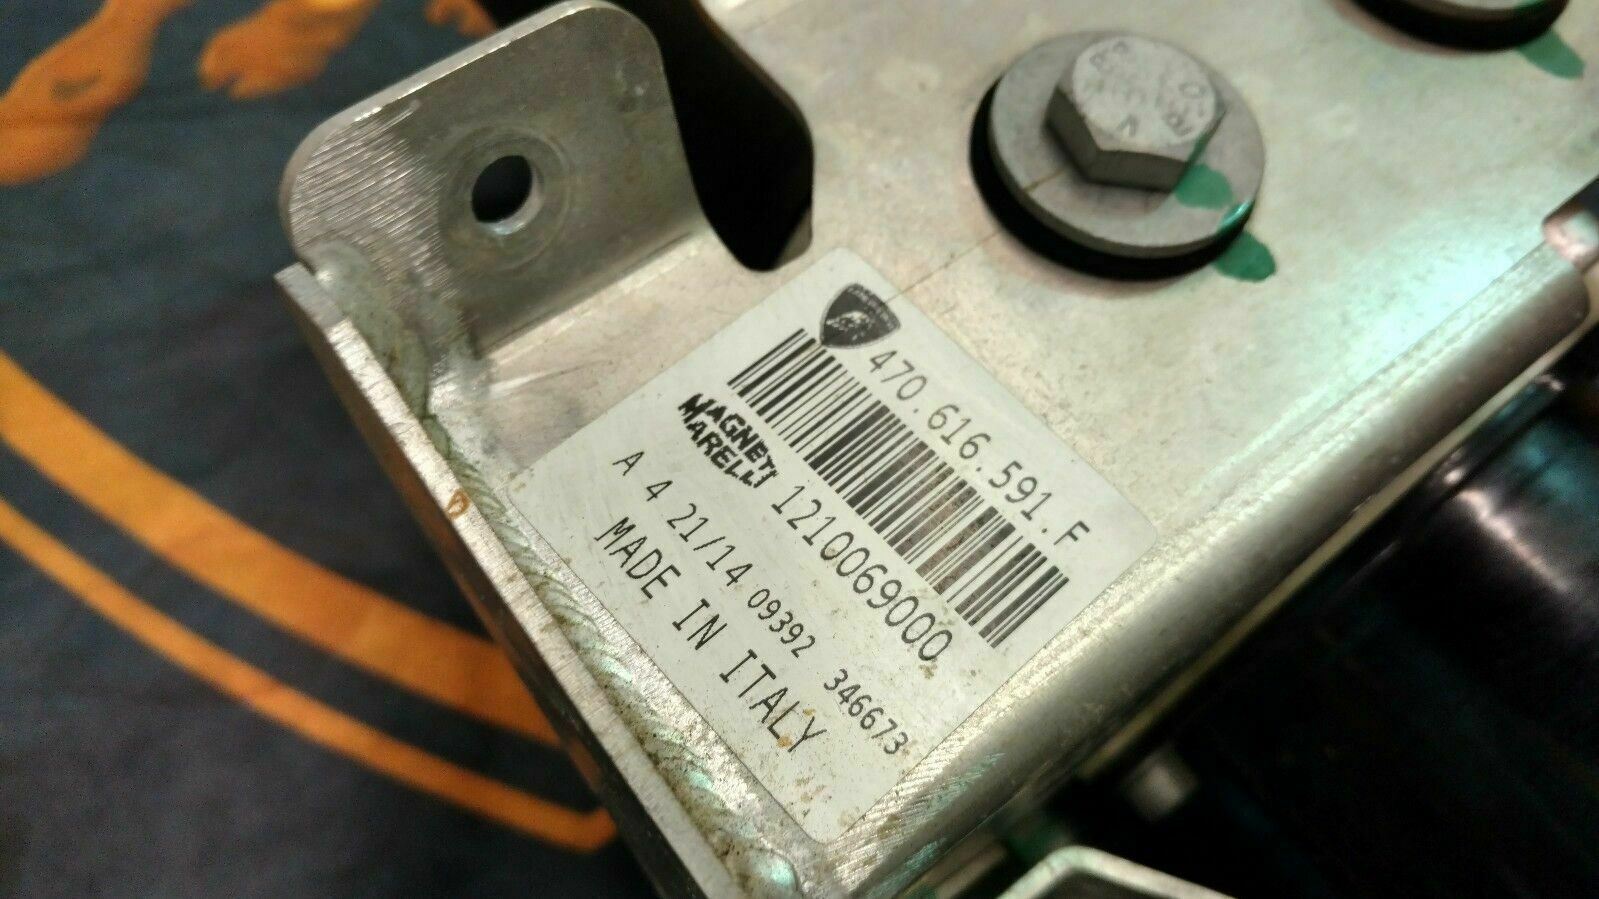 470.616.591.F
MAGNETI
MARELLI
1210069000
A 4 21/14 09392 346673
MADE IN ITALY